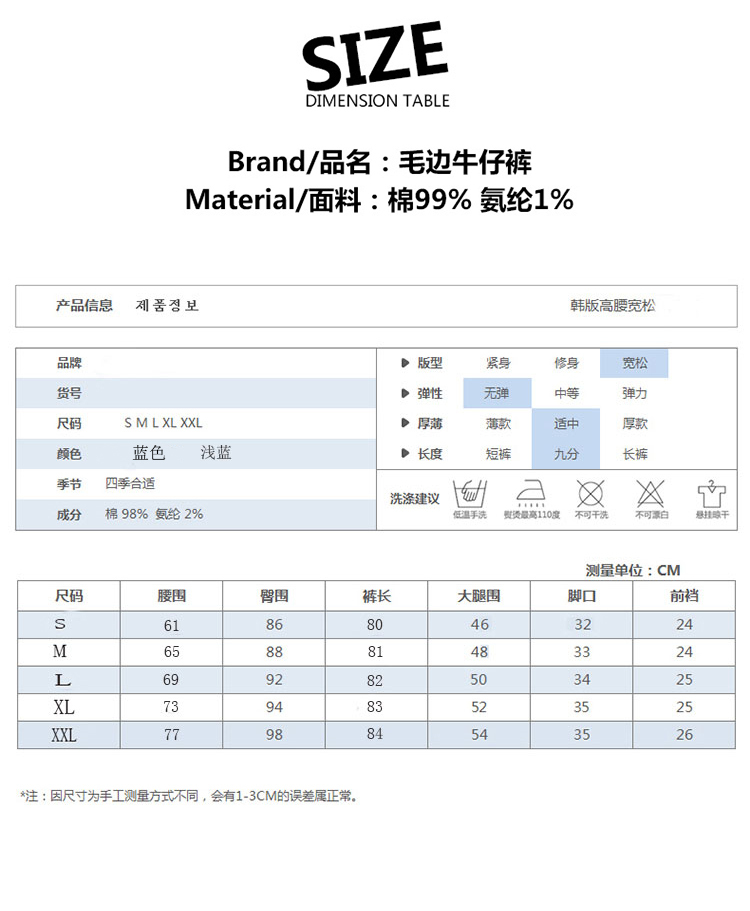 SIZE
DIMENSION TABLE
Brand/品名：毛边牛仔裤
Material/面料：棉99% 氨纶1%
产品信息 제품정보 韩版高腰宽松
品牌
货号
尺码 S M L XL XXL
颜色 蓝色 浅蓝
季节 四季合适
成分 棉 98% 氨纶 2%
版型 紧身 修身 宽松
弹性 无弹 中等 弹力
厚薄 薄款 适中 厚款
长度 短裤 九分 长裤
洗涤建议
低温手洗 熨烫最高110度 不可干洗 不可漂白 悬挂晾干
测量单位：CM
尺码 腰围 臀围 裤长 大腿围 脚口 前裆
S 61 86 80 46 32 24
M 65 88 81 48 33 24
L 69 92 82 50 34 25
XL 73 94 83 52 35 25
XXL 77 98 84 54 35 26
*注：因尺寸为手工测量方式不同，会有1-3CM的误差属正常。